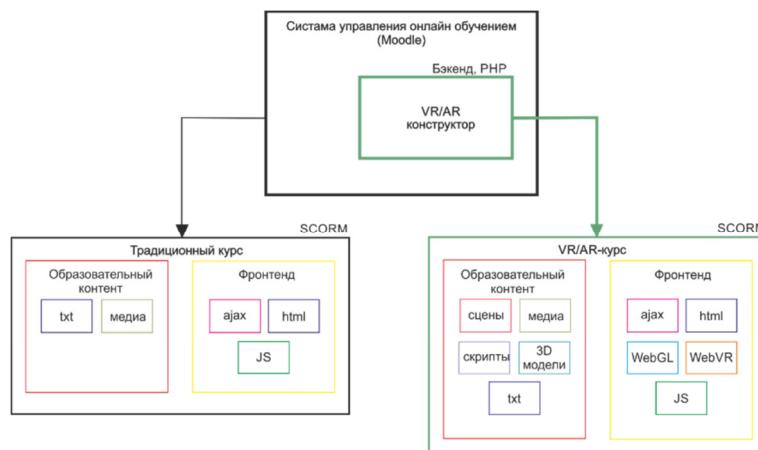 Систама управления онлайн обучением
(Moodle)
Бэкенд, PHP
VR/AR
конструктор
SCORM
Традиционный курс
Образовательный
контент
txt
медиа
Фронтенд
ajax
html
JS
SCORM
VR/AR-курс
Образовательный
контент
сцены
медиа
скрипты
3D
модели
txt
Фронтенд
ajax
html
WebGL
WebVR
JS